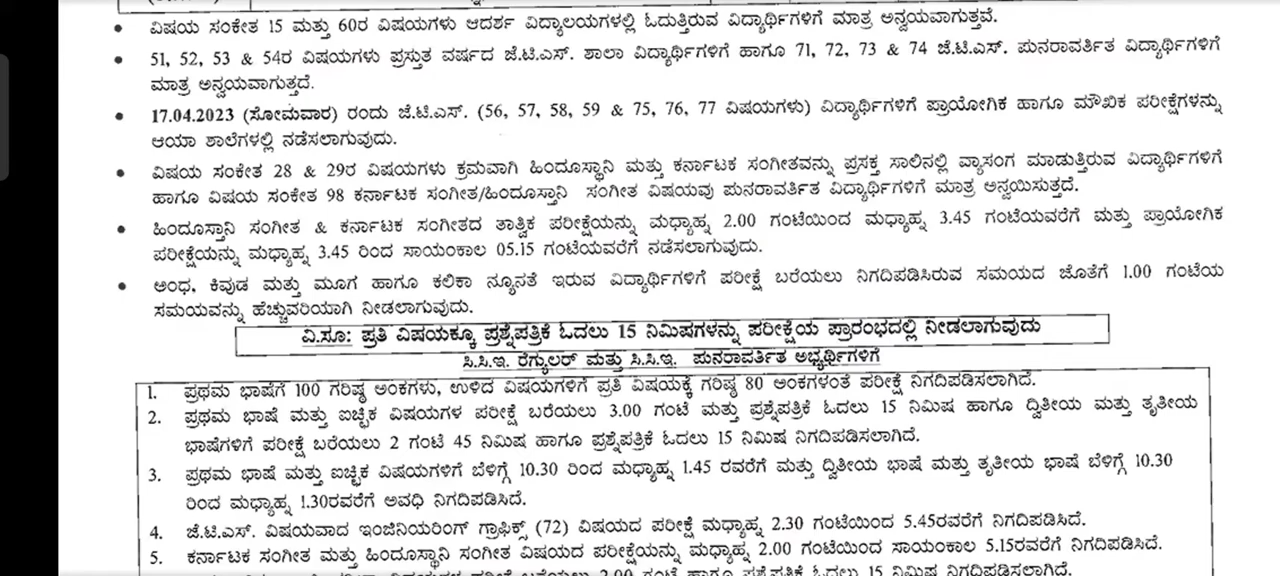 ವಿಷಯ ಸಂಕೇತ 15 ಮತ್ತು 60ರ ವಿಷಯಗಳು ಆದರ್ಶ ವಿದ್ಯಾಲಯಗಳಲ್ಲಿ ಓದುತ್ತಿರುವ ವಿದ್ಯಾರ್ಥಿಗಳಿಗೆ ಮಾತ್ರ ಅನ್ವಯವಾಗುತ್ತವೆ.
51, 52, 53 & 54ರ ವಿಷಯಗಳು ಪ್ರಸ್ತುತ ವರ್ಷದ ಜೆ.ಟಿ.ಎಸ್. ಶಾಲಾ ವಿದ್ಯಾರ್ಥಿಗಳಿಗೆ ಹಾಗೂ 71, 72, 73 & 74 ಜೆ.ಟಿ.ಎಸ್. ಪುನರಾವರ್ತಿತ ವಿದ್ಯಾರ್ಥಿಗಳಿಗೆ
ಮಾತ್ರ ಅನ್ವಯವಾಗುತ್ತದೆ.
17.04.2023 (ಸೋಮವಾರ) ರಂದು ಜೆ.ಟಿ.ಎಸ್. (56, 57, 58, 59 & 75, 76, 77 ವಿಷಯಗಳು) ವಿದ್ಯಾರ್ಥಿಗಳಿಗೆ ಪ್ರಾಯೋಗಿಕ ಹಾಗೂ ಮೌಖಿಕ ಪರೀಕ್ಷೆಗಳನ್ನು
ಆಯಾ ಶಾಲೆಗಳಲ್ಲಿ ನಡೆಸಲಾಗುವುದು.
ವಿಷಯ ಸಂಕೇತ 28 & 29ರ ವಿಷಯಗಳು ಕ್ರಮವಾಗಿ ಹಿಂದೂಸ್ಥಾನಿ ಮತ್ತು ಕರ್ನಾಟಕ ಸಂಗೀತವನ್ನು ಪ್ರಸಕ್ತ ಸಾಲಿನಲ್ಲಿ ವ್ಯಾಸಂಗ ಮಾಡುತ್ತಿರುವ ವಿದ್ಯಾರ್ಥಿಗಳಿಗೆ
ಹಾಗೂ ವಿಷಯ ಸಂಕೇತ 98 ಕರ್ನಾಟಕ ಸಂಗೀತ/ಹಿಂದೂಸ್ತಾನಿ ಸಂಗೀತ ವಿಷಯವು ಪುನರಾವರ್ತಿತ ವಿದ್ಯಾರ್ಥಿಗಳಿಗೆ ಮಾತ್ರ ಅನ್ವಯಿಸುತ್ತದೆ.
ಹಿಂದೂಸ್ತಾನಿ ಸಂಗೀತ & ಕರ್ನಾಟಕ ಸಂಗೀತದ ತಾತ್ವಿಕ ಪರೀಕ್ಷೆಯನ್ನು ಮಧ್ಯಾಹ್ನ 2.00 ಗಂಟೆಯಿಂದ ಮಧ್ಯಾಹ್ನ 3.45 ಗಂಟೆಯವರೆಗೆ ಮತ್ತು ಪ್ರಾಯೋಗಿಕ
ಪರೀಕ್ಷೆಯನ್ನು ಮಧ್ಯಾಹ್ನ 3.45 ರಿಂದ ಸಾಯಂಕಾಲ 05.15 ಗಂಟೆಯವರೆಗೆ ನಡೆಸಲಾಗುವುದು.
ಅಂಧ, ಕಿವುಡ ಮತ್ತು ಮೂಗ ಹಾಗೂ ಕಲಿಕಾ ನ್ಯೂನತೆ ಇರುವ ವಿದ್ಯಾರ್ಥಿಗಳಿಗೆ ಪರೀಕ್ಷೆ ಬರೆಯಲು ನಿಗದಿಪಡಿಸಿರುವ ಸಮಯದ ಜೊತೆಗೆ 1.00 ಗಂಟೆಯ
ಸಮಯವನ್ನು ಹೆಚ್ಚುವರಿಯಾಗಿ ನೀಡಲಾಗುವುದು.
ವಿ.ಸೂ: ಪ್ರತಿ ವಿಷಯಕ್ಕೂ ಪ್ರಶ್ನೆಪತ್ರಿಕೆ ಓದಲು 15 ನಿಮಿಷಗಳನ್ನು ಪರೀಕ್ಷೆಯ ಪ್ರಾರಂಭದಲ್ಲಿ ನೀಡಲಾಗುವುದು
ಸಿ.ಸಿ.ಇ. ರೆಗ್ಯುಲರ್ ಮತ್ತು ಸಿ.ಸಿ.ಇ. ಪುನರಾವರ್ತಿತ ಅಭ್ಯರ್ಥಿಗಳಿಗೆ
1. ಪ್ರಥಮ ಭಾಷೆಗೆ 100 ಗರಿಷ್ಠ ಅಂಕಗಳು, ಉಳಿದ ವಿಷಯಗಳಿಗೆ ಪ್ರತಿ ವಿಷಯಕ್ಕೆ ಗರಿಷ್ಠ 80 ಅಂಕಗಳಂತೆ ಪರೀಕ್ಷೆ ನಿಗದಿಪಡಿಸಲಾಗಿದೆ.
2. ಪ್ರಥಮ ಭಾಷೆ ಮತ್ತು ಐಚ್ಛಿಕ ವಿಷಯಗಳ ಪರೀಕ್ಷೆ ಬರೆಯಲು 3.00 ಗಂಟೆ ಮತ್ತು ಪ್ರಶ್ನೆಪತ್ರಿಕೆ ಓದಲು 15 ನಿಮಿಷ ಹಾಗೂ ದ್ವಿತೀಯ ಮತ್ತು ತೃತೀಯ
ಭಾಷೆಗಳಿಗೆ ಪರೀಕ್ಷೆ ಬರೆಯಲು 2 ಗಂಟೆ 45 ನಿಮಿಷ ಹಾಗೂ ಪ್ರಶ್ನೆಪತ್ರಿಕೆ ಓದಲು 15 ನಿಮಿಷ ನಿಗದಿಪಡಿಸಲಾಗಿದೆ.
3. ಪ್ರಥಮ ಭಾಷೆ ಮತ್ತು ಐಚ್ಛಿಕ ವಿಷಯಗಳಿಗೆ ಬೆಳಿಗ್ಗೆ 10.30 ರಿಂದ ಮಧ್ಯಾಹ್ನ 1.45 ರವರೆಗೆ ಮತ್ತು ದ್ವಿತೀಯ ಭಾಷೆ ಮತ್ತು ತೃತೀಯ ಭಾಷೆ ಬೆಳಿಗ್ಗೆ 10.30
ರಿಂದ ಮಧ್ಯಾಹ್ನ 1.30ರವರೆಗೆ ಅವಧಿ ನಿಗದಿಪಡಿಸಿದೆ.
4. ಜೆ.ಟಿ.ಎಸ್. ವಿಷಯವಾದ ಇಂಜಿನಿಯರಿಂಗ್ ಗ್ರಾಫಿಕ್ಸ್ (72) ವಿಷಯದ ಪರೀಕ್ಷೆ ಮಧ್ಯಾಹ್ನ 2.30 ಗಂಟೆಯಿಂದ 5.45ರವರೆಗೆ ನಿಗದಿಪಡಿಸಿದೆ.
5. ಕರ್ನಾಟಕ ಸಂಗೀತ ಮತ್ತು ಹಿಂದೂಸ್ಥಾನಿ ಸಂಗೀತ ವಿಷಯದ ಪರೀಕ್ಷೆಯನ್ನು ಮಧ್ಯಾಹ್ನ 2.00 ಗಂಟೆಯಿಂದ ಸಾಯಂಕಾಲ 5.15ರವರೆಗೆ ನಿಗದಿಪಡಿಸಿದೆ.